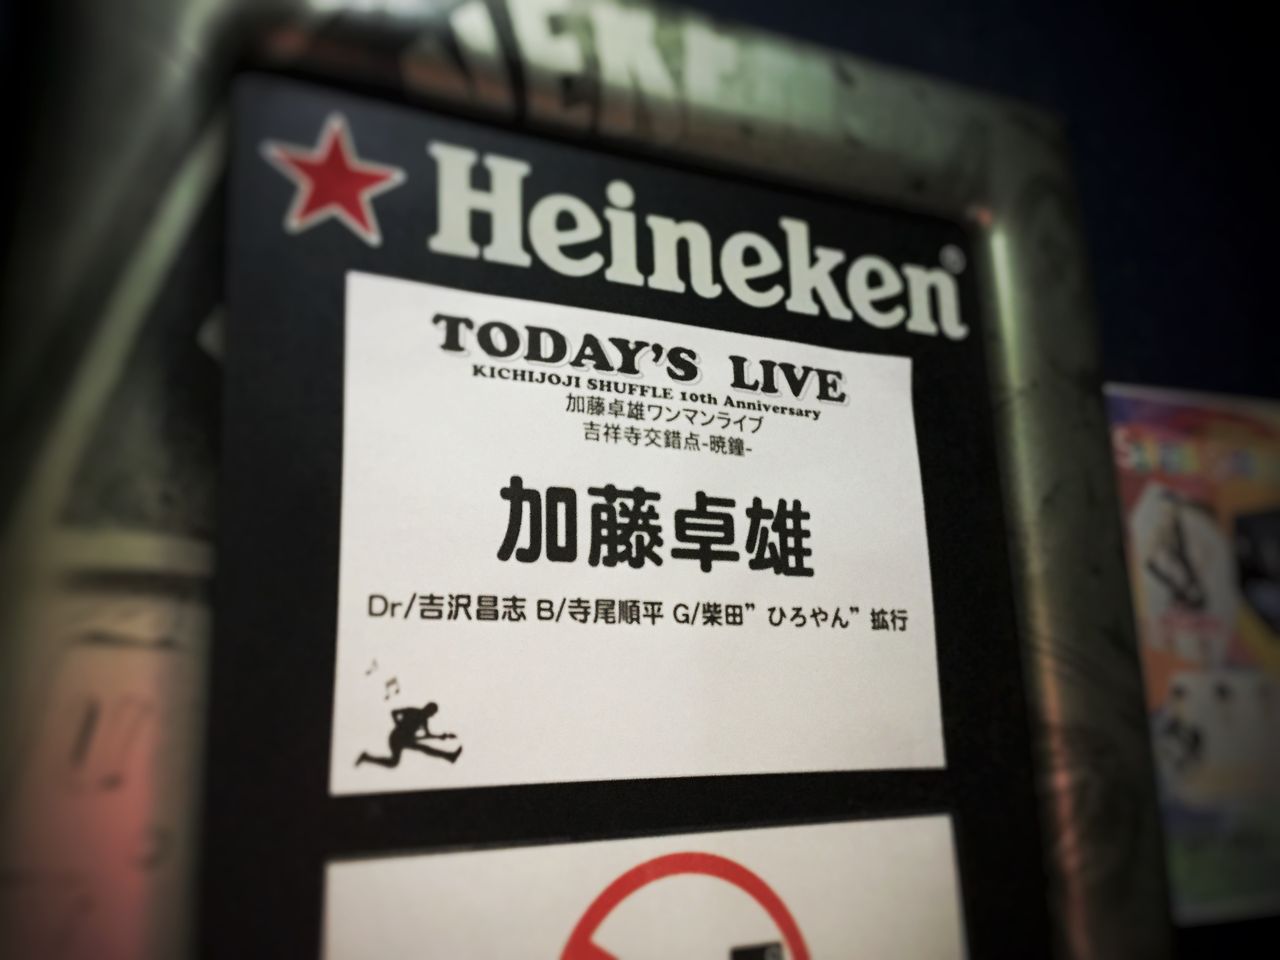 Heineken®
TODAY'S LIVE
KICHIJOJI SHUFFLE 10th Anniversary
加藤卓雄ワンマンライブ
吉祥寺交錯点-暁鐘-
加藤卓雄
Dr/吉沢昌志 B/寺尾順平 G/柴田”ひろやん”拡行